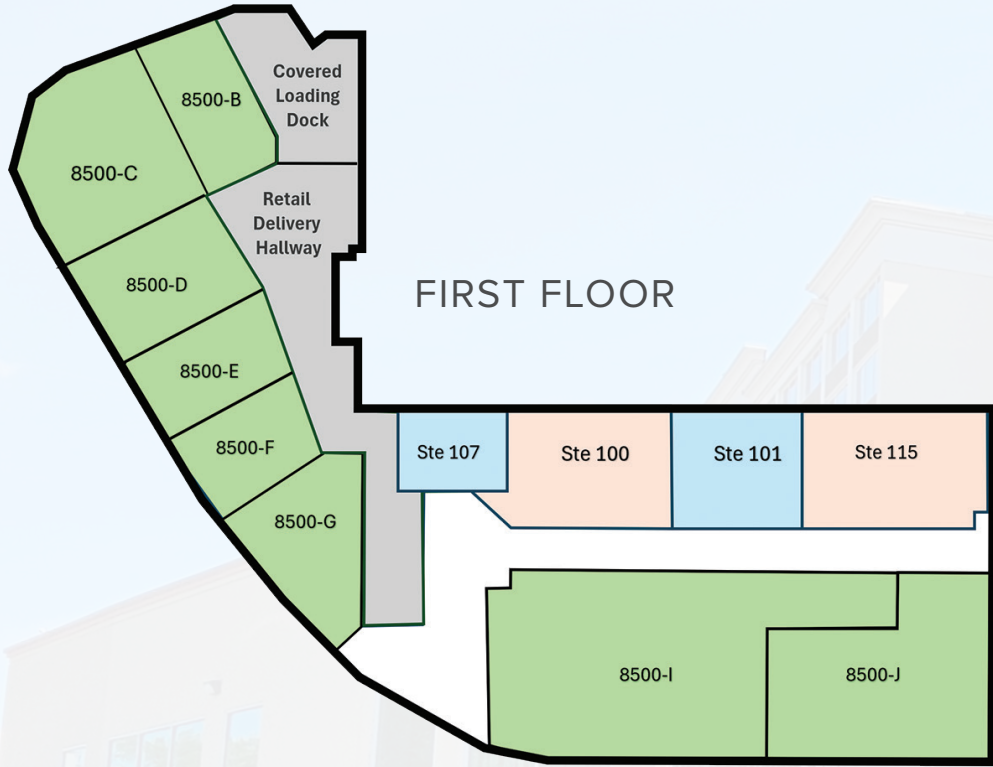 Covered
Loading
Dock
8500-B
8500-C
Retail
Delivery
Hallway
8500-D
FIRST FLOOR
8500-E
8500-F
Ste 107
Ste 100
Ste 101
Ste 115
8500-G
8500-I
8500-J